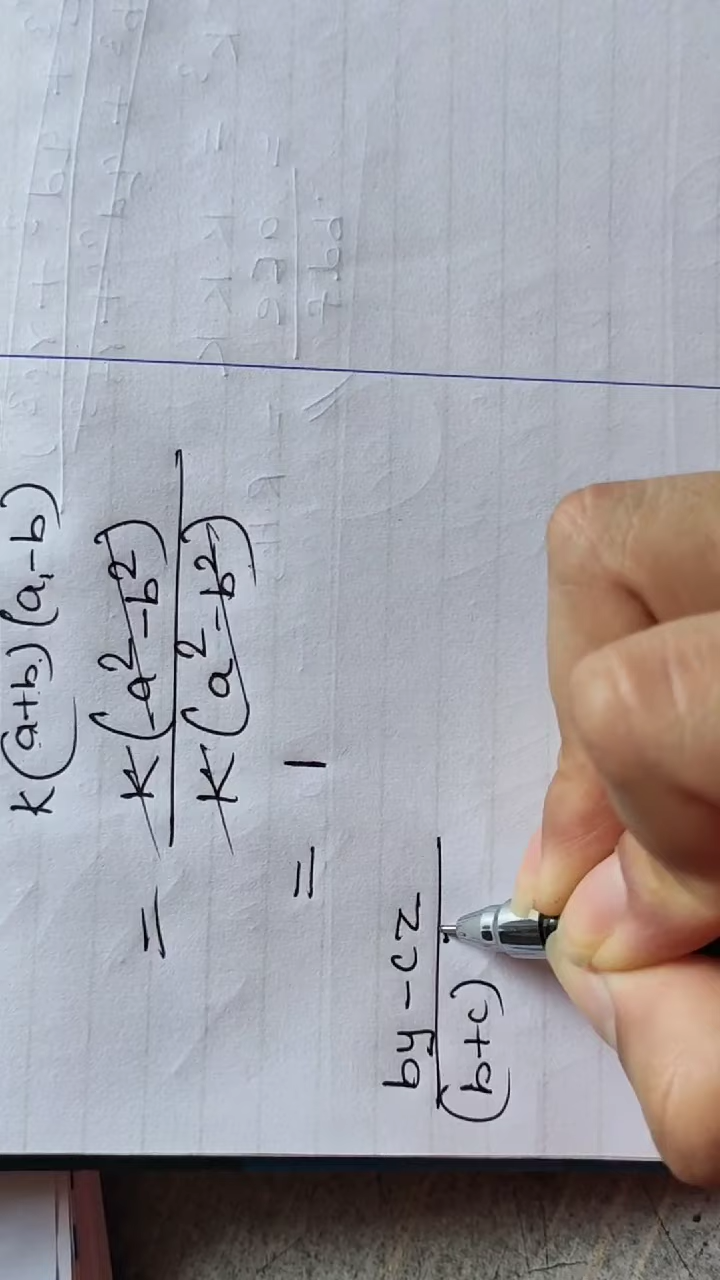 K(a+b)(a-b)
= K(a²-b²)
K(a²-b²)
= 1
by-cz
(b+c)